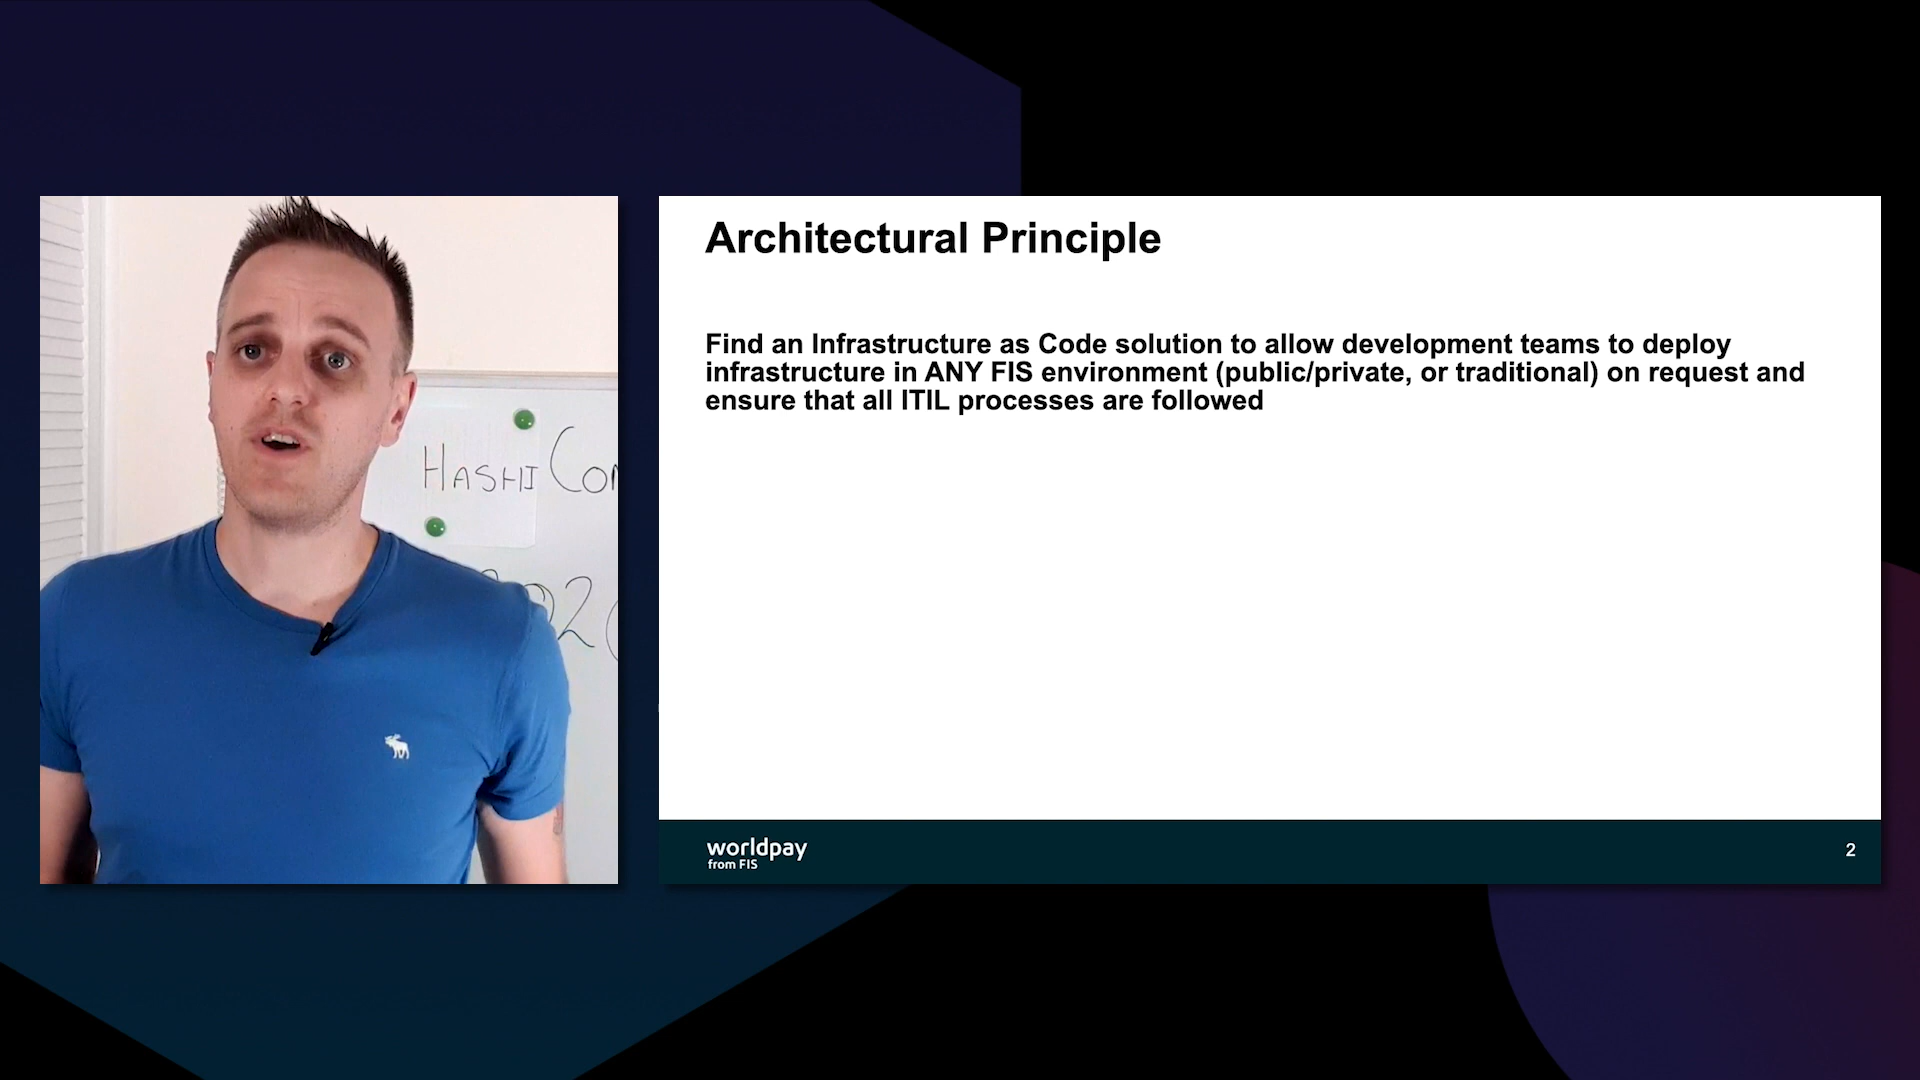 Architectural Principle
Find an Infrastructure as Code solution to allow development teams to deploy
infrastructure in ANY FIS environment (public/private, or traditional) on request and
ensure that all ITIL processes are followed
HASHI
worldpay
from FIS
2